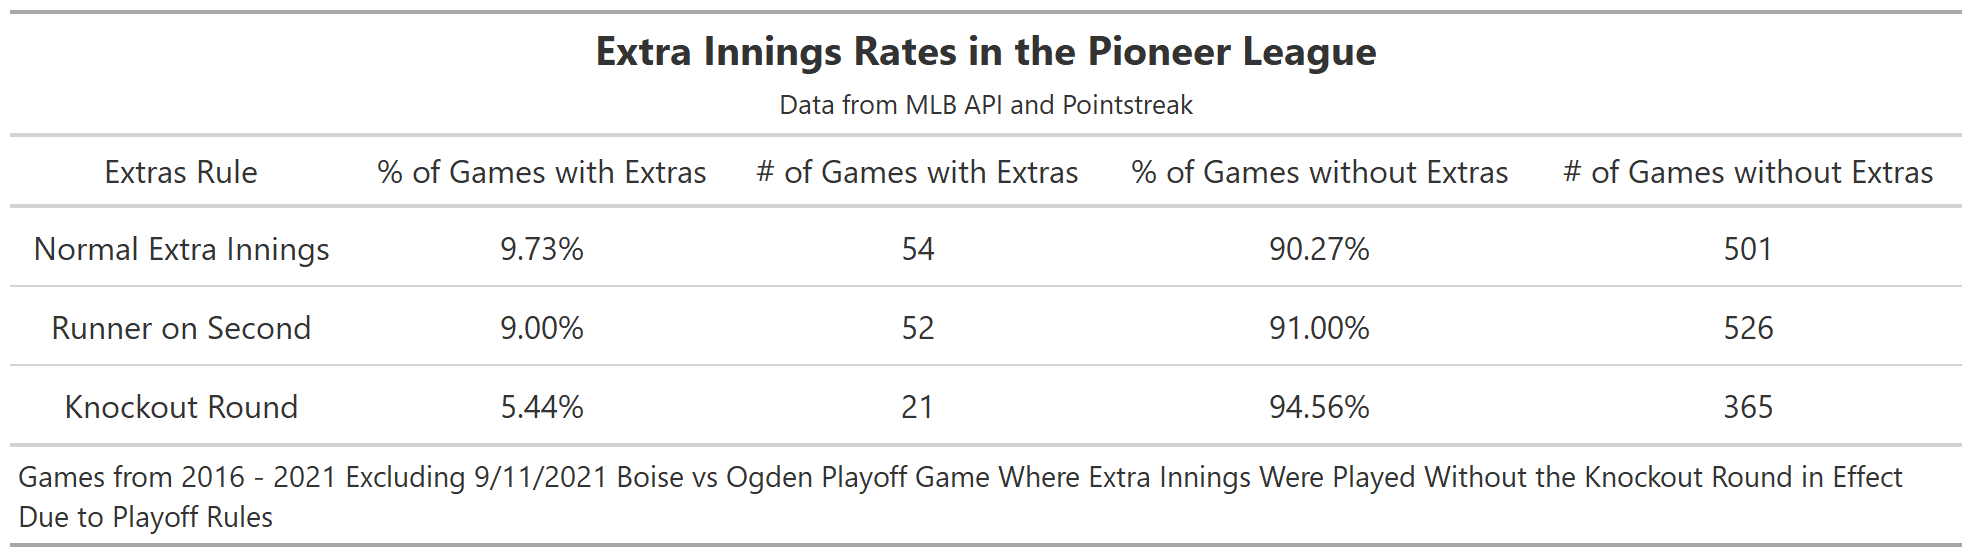 Extra Innings Rates in the Pioneer League
Data from MLB API and Pointstreak
Extras Rule % of Games with Extras # of Games with Extras % of Games without Extras # of Games without Extras
Normal Extra Innings 9.73% 54 90.27% 501
Runner on Second 9.00% 52 91.00% 526
Knockout Round 5.44% 21 94.56% 365
Games from 2016 - 2021 Excluding 9/11/2021 Boise vs Ogden Playoff Game Where Extra Innings Were Played Without the Knockout Round in Effect
Due to Playoff Rules